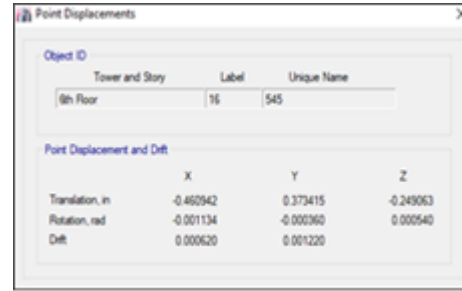 Point Displacements
Object ID
Tower and Story Label Unique Name
6th Floor 16 545
Point Displacement and Drift
X Y Z
Translation, in -0.460942 0.373415 -0.249063
Rotation, rad -0.001134 -0.000360 0.000540
Drift 0.000620 0.001220